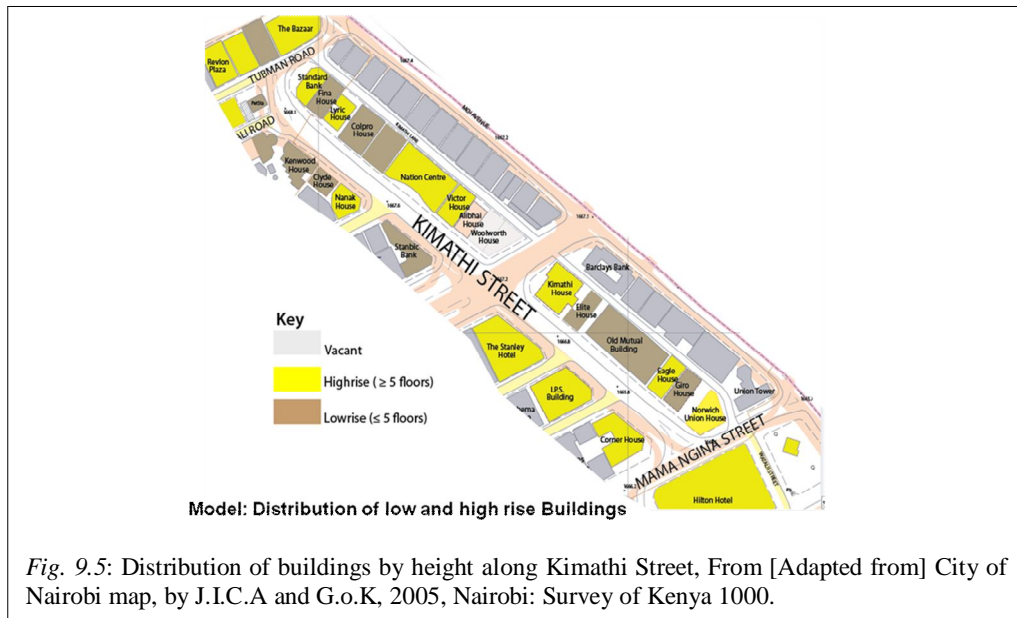 The Bazaar
Revlon
Plaza
TUBMAN ROAD
Standard
Bank
Fina
House
Lyric
House
Colpro
House
MOI AVENUE
ALI ROAD
Kenwood
House
Clyde
House
Nanak
House
Nation Centre
Victor
House
Alibhai
House
Woolworth
House
Stanbic
Bank
KIMATHI STREET
Barclays Bank
Kimathi
House
Elite
House
Old Mutual
Building
The Stanley
Hotel
Eagle
House
Giro
House
Union Tower
I.P.S.
Building
Norwich
Union House
Corner House
MAMA NGINA STREET
Hilton Hotel
Key
Vacant
Highrise (≥ 5 floors)
Lowrise (≤ 5 floors)
Model: Distribution of low and high rise Buildings
Fig. 9.5: Distribution of buildings by height along Kimathi Street, From [Adapted from] City of
Nairobi map, by J.I.C.A and G.o.K, 2005, Nairobi: Survey of Kenya 1000.